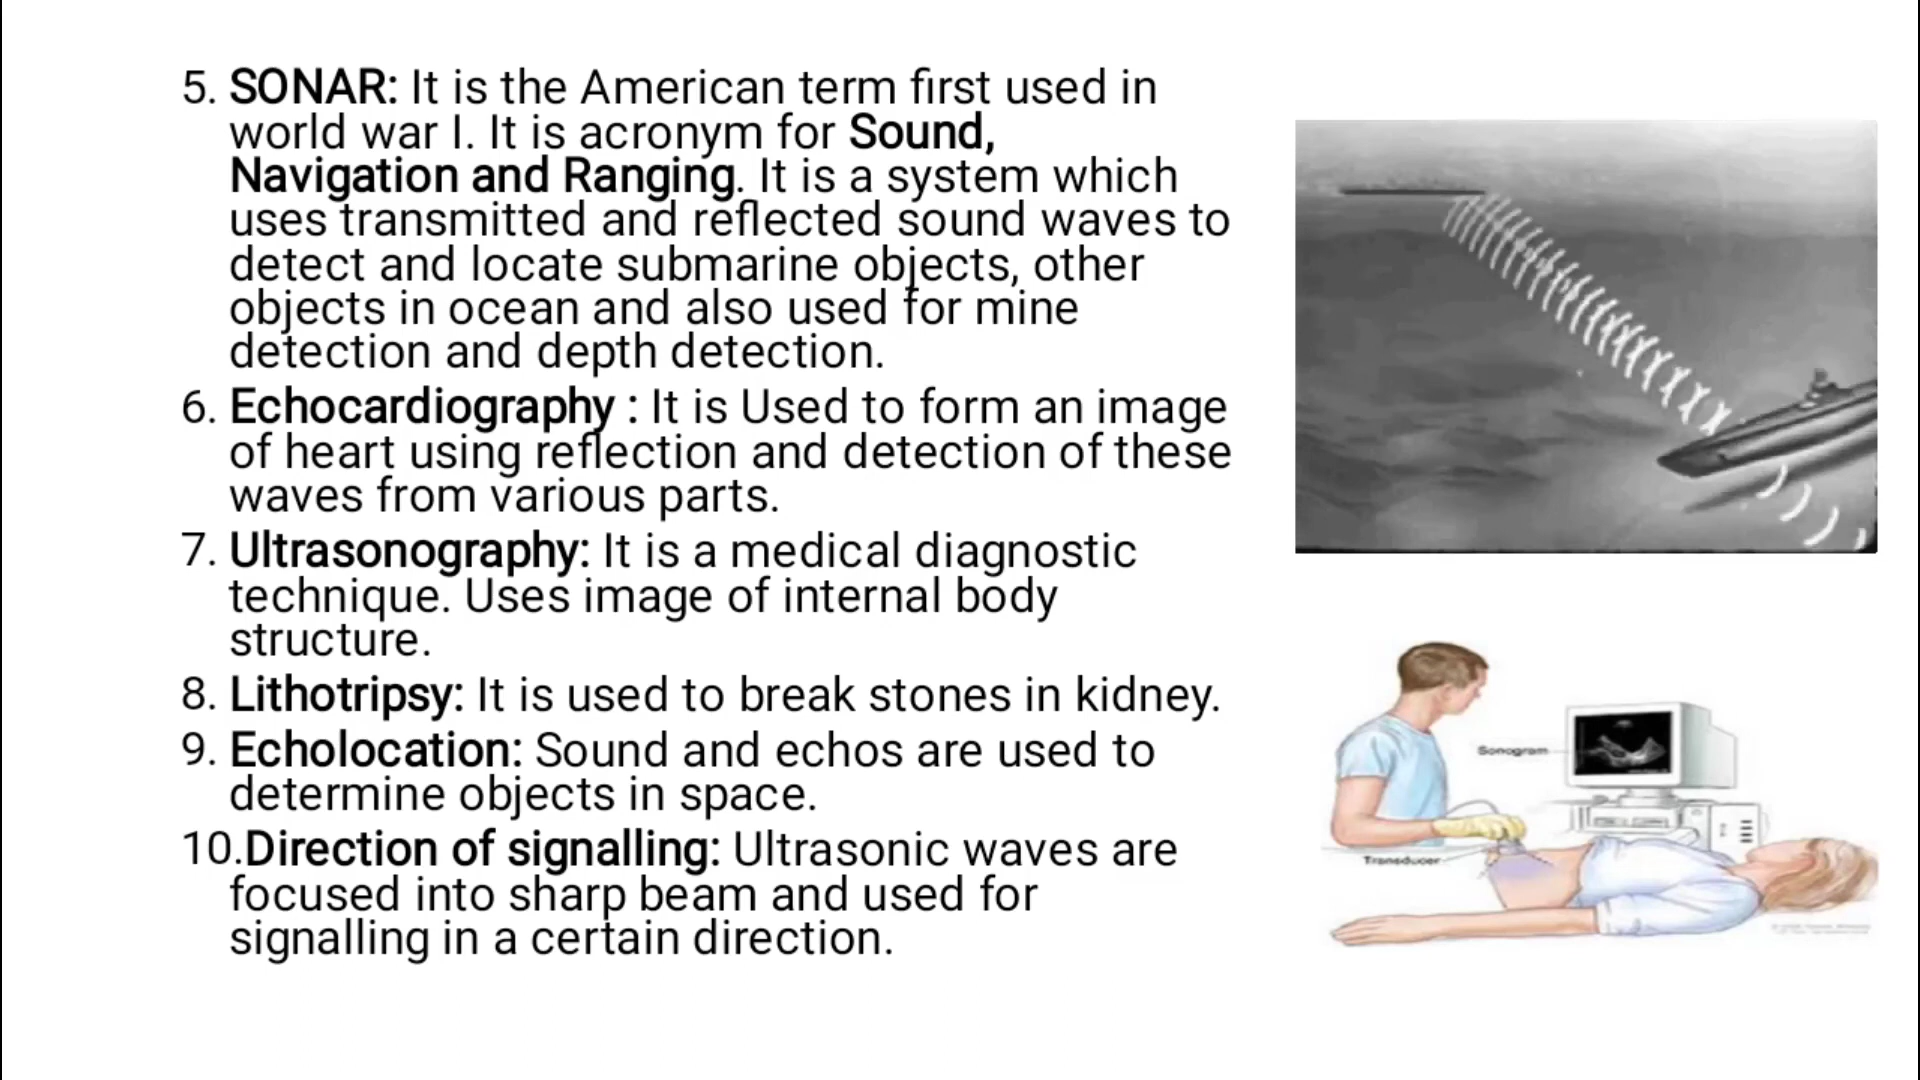 5. SONAR: It is the American term first used in
world war I. It is acronym for Sound,
Navigation and Ranging. It is a system which
uses transmitted and reflected sound waves to
detect and locate submarine objects, other
objects in ocean and also used for mine
detection and depth detection.
6. Echocardiography : It is Used to form an image
of heart using reflection and detection of these
waves from various parts.
7. Ultrasonography: It is a medical diagnostic
technique. Uses image of internal body
structure.
8. Lithotripsy: It is used to break stones in kidney.
9. Echolocation: Sound and echos are used to
determine objects in space.
10.Direction of signalling: Ultrasonic waves are
focused into sharp beam and used for
signalling in a certain direction.
Sonogram
Transducer